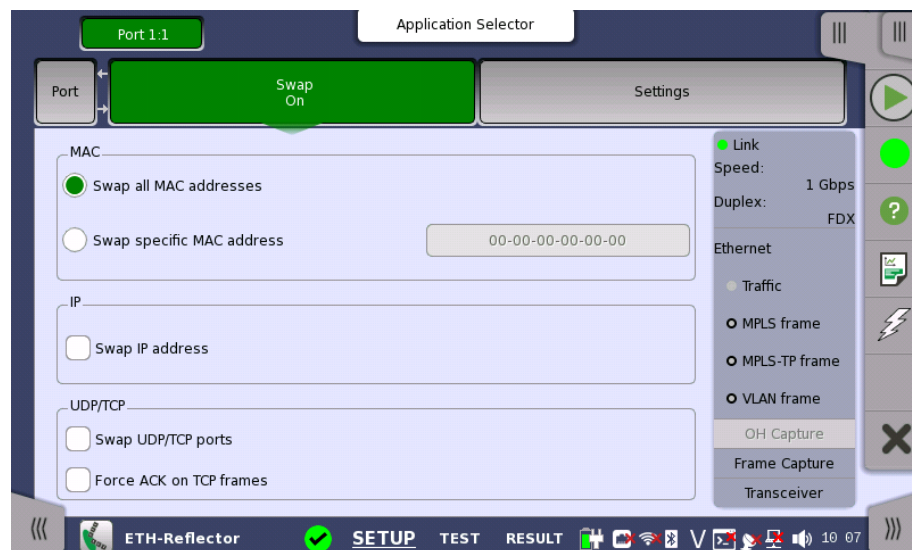 Port 1:1
Application Selector
Port
Swap
On
Settings
MAC
Swap all MAC addresses
Swap specific MAC address
00-00-00-00-00-00
IP
Swap IP address
UDP/TCP
Swap UDP/TCP ports
Force ACK on TCP frames
Link
Speed:
1 Gbps
Duplex:
FDX
Ethernet
Traffic
MPLS frame
MPLS-TP frame
VLAN frame
OH Capture
Frame Capture
Transceiver
ETH-Reflector
SETUP
TEST
RESULT
V
10 07